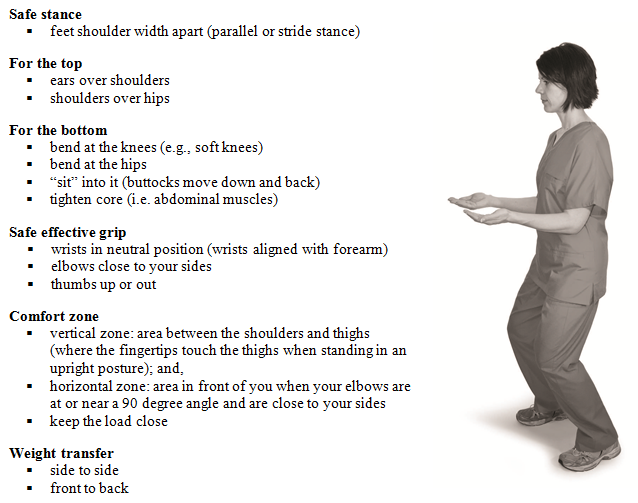 Safe stance
▪ feet shoulder width apart (parallel or stride stance)
For the top
▪ ears over shoulders
▪ shoulders over hips
For the bottom
▪ bend at the knees (e.g., soft knees)
▪ bend at the hips
▪ “sit” into it (buttocks move down and back)
▪ tighten core (i.e. abdominal muscles)
Safe effective grip
▪ wrists in neutral position (wrists aligned with forearm)
▪ elbows close to your sides
▪ thumbs up or out
Comfort zone
▪ vertical zone: area between the shoulders and thighs
(where the fingertips touch the thighs when standing in an
upright posture); and,
▪ horizontal zone: area in front of you when your elbows are
at or near a 90 degree angle and are close to your sides
▪ keep the load close
Weight transfer
▪ side to side
▪ front to back